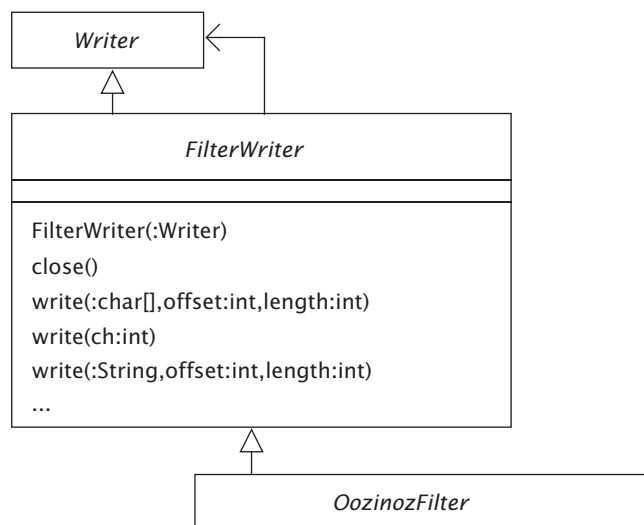 Writer
FilterWriter
FilterWriter(:Writer)
close()
write(:char[],offset:int,length:int)
write(ch:int)
write(:String,offset:int,length:int)
...
OozinozFilter